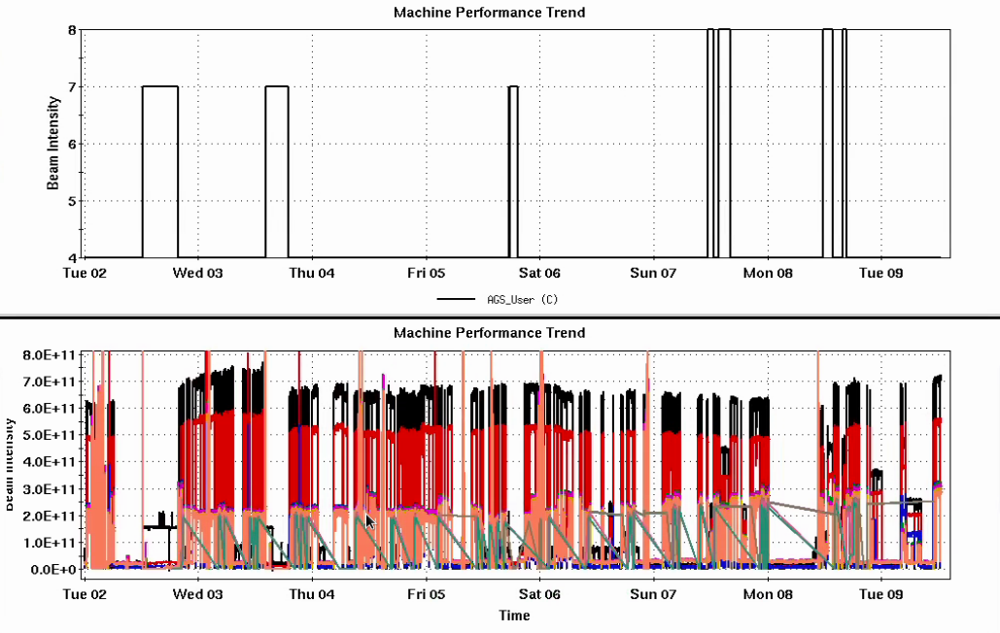 Machine Performance Trend
8
7
6
5
4
Beam Intensity
Tue 02 Wed 03 Thu 04 Fri 05 Sat 06 Sun 07 Mon 08 Tue 09
AGS_User (C)
Machine Performance Trend
8.0E+11
7.0E+11
6.0E+11
5.0E+11
4.0E+11
3.0E+11
2.0E+11
1.0E+11
0.0E+0
Beam Intensity
Tue 02 Wed 03 Thu 04 Fri 05 Sat 06 Sun 07 Mon 08 Tue 09
Time